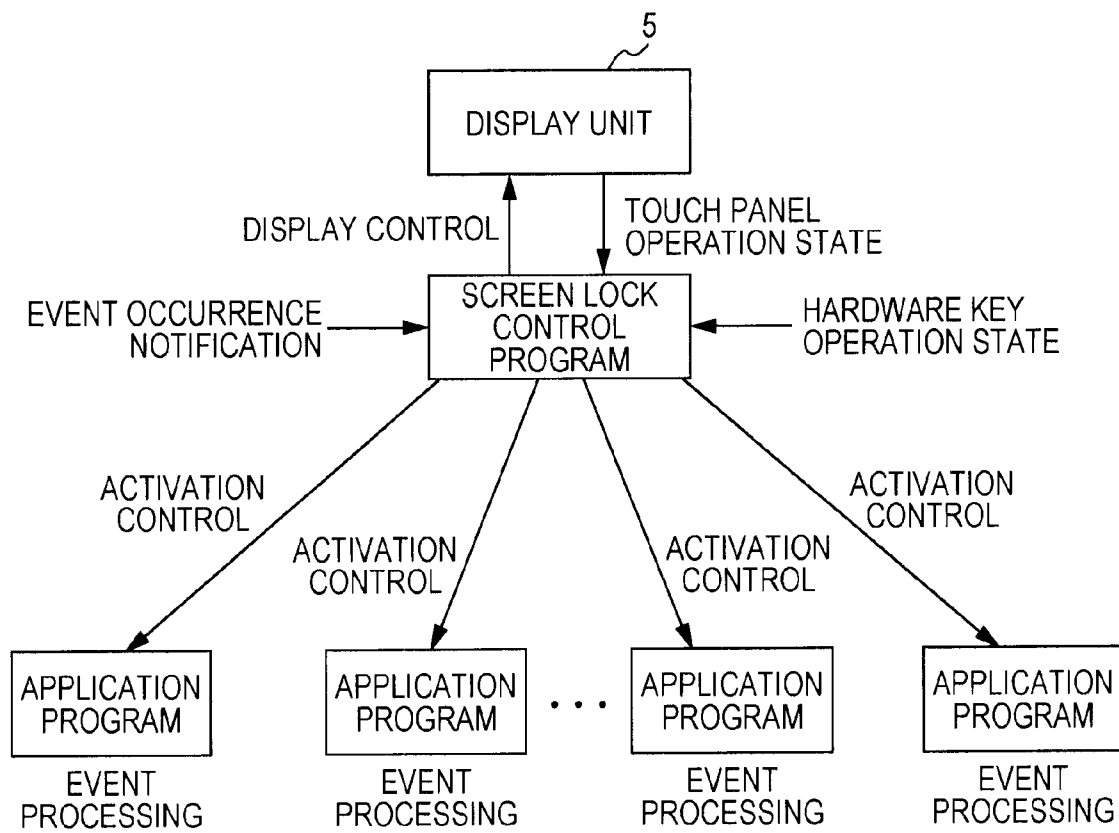 5
DISPLAY UNIT
DISPLAY CONTROL
TOUCH PANEL
OPERATION STATE
EVENT OCCURRENCE
NOTIFICATION
SCREEN LOCK
CONTROL
PROGRAM
HARDWARE KEY
OPERATION STATE
ACTIVATION
CONTROL
ACTIVATION
CONTROL
ACTIVATION
CONTROL
ACTIVATION
CONTROL
APPLICATION
PROGRAM
EVENT
PROCESSING
APPLICATION
PROGRAM
EVENT
PROCESSING
. . .
APPLICATION
PROGRAM
EVENT
PROCESSING
APPLICATION
PROGRAM
EVENT
PROCESSING